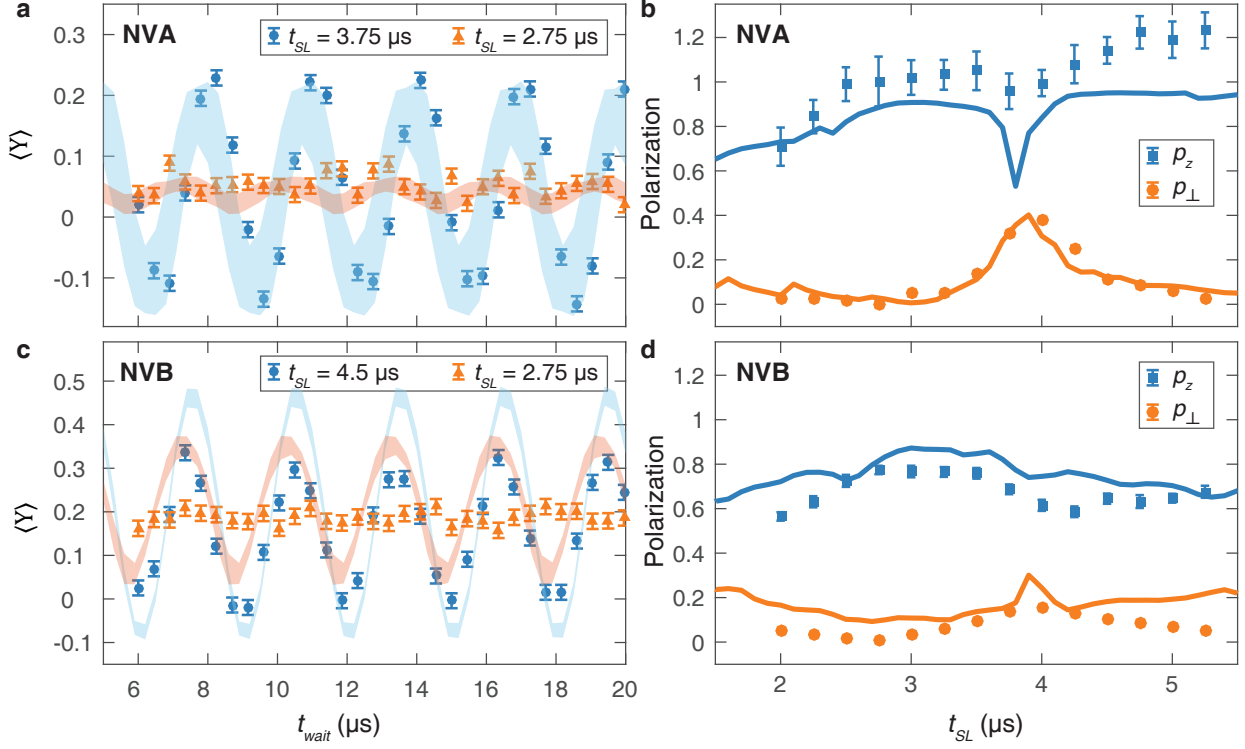 a
NVA
t_SL = 3.75 µs
t_SL = 2.75 µs
0.3
0.2
0.1
0
-0.1
⟨Y⟩
b
NVA
1.2
1
0.8
0.6
0.4
0.2
0
Polarization
p_z
p_⊥
c
NVB
t_SL = 4.5 µs
t_SL = 2.75 µs
0.5
0.4
0.3
0.2
0.1
0
-0.1
⟨Y⟩
6 8 10 12 14 16 18 20
t_wait (µs)
d
NVB
1.2
1
0.8
0.6
0.4
0.2
0
Polarization
p_z
p_⊥
2 3 4 5
t_SL (µs)